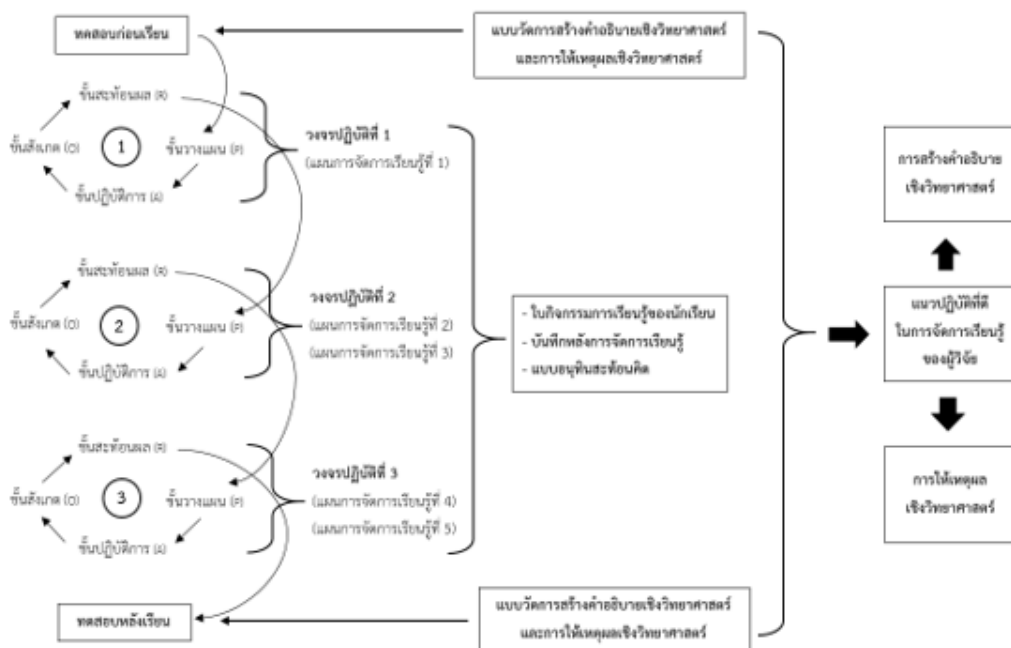 ทดสอบก่อนเรียน
แบบวัดการสร้างคำอธิบายเชิงวิทยาศาสตร์
และการให้เหตุผลเชิงวิทยาศาสตร์
ขั้นสะท้อนผล (R)
ขั้นสังเกต (O)
1
ขั้นวางแผน (P)
ขั้นปฏิบัติการ (A)
วงจรปฏิบัติที่ 1
(แผนการจัดการเรียนรู้ที่ 1)
ขั้นสะท้อนผล (R)
ขั้นสังเกต (O)
2
ขั้นวางแผน (P)
ขั้นปฏิบัติการ (A)
วงจรปฏิบัติที่ 2
(แผนการจัดการเรียนรู้ที่ 2)
(แผนการจัดการเรียนรู้ที่ 3)
ขั้นสะท้อนผล (R)
ขั้นสังเกต (O)
3
ขั้นวางแผน (P)
ขั้นปฏิบัติการ (A)
วงจรปฏิบัติที่ 3
(แผนการจัดการเรียนรู้ที่ 4)
(แผนการจัดการเรียนรู้ที่ 5)
- ใบกิจกรรมการเรียนรู้ของนักเรียน
- บันทึกหลังการจัดการเรียนรู้
- แบบอนุทินสะท้อนคิด
การสร้างคำอธิบาย
เชิงวิทยาศาสตร์
แนวปฏิบัติที่ดี
ในการจัดการเรียนรู้
ของผู้วิจัย
การให้เหตุผล
เชิงวิทยาศาสตร์
ทดสอบหลังเรียน
แบบวัดการสร้างคำอธิบายเชิงวิทยาศาสตร์
และการให้เหตุผลเชิงวิทยาศาสตร์